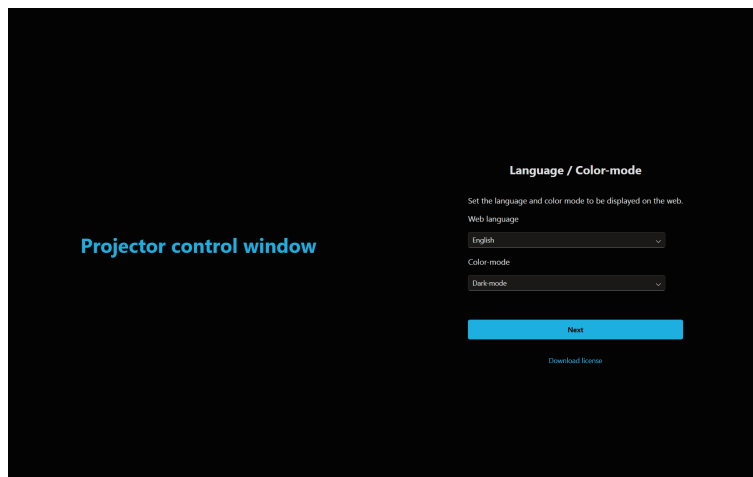 Projector control window
Language / Color-mode
Set the language and color mode to be displayed on the web.
Web language
English
Color-mode
Dark-mode
Next
Download license